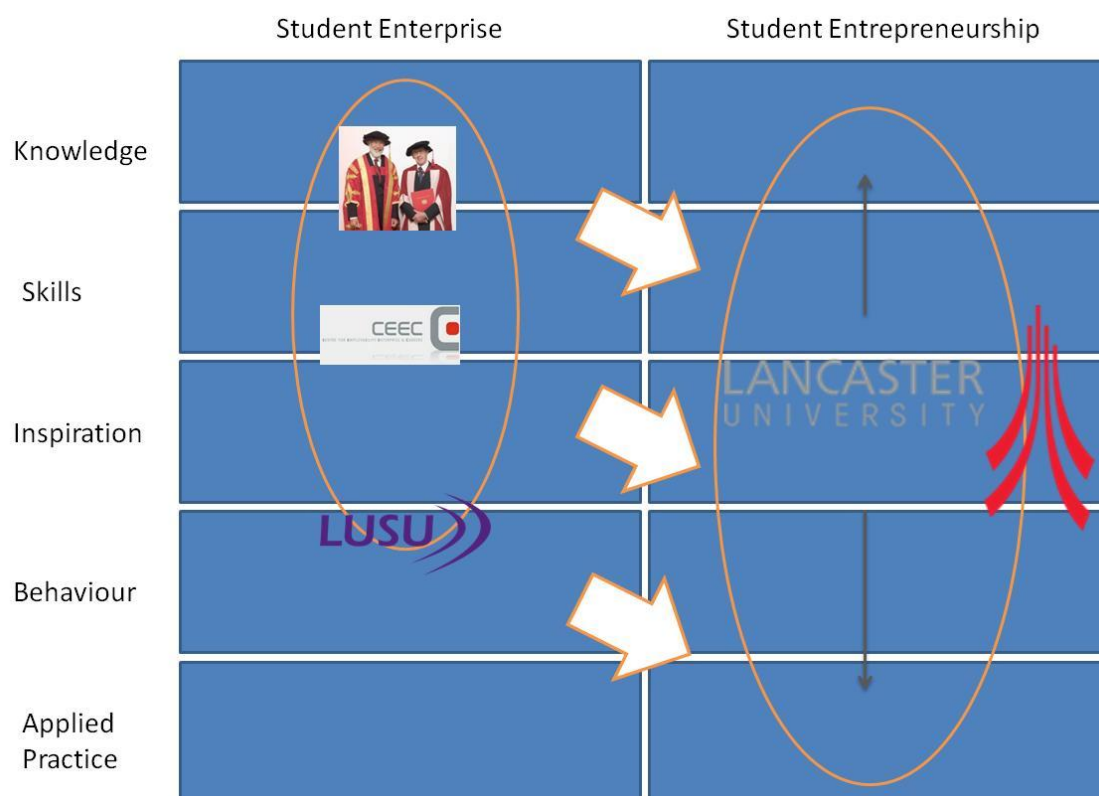 Student Enterprise
Student Entrepreneurship
Knowledge
Skills
CEEC
Inspiration
LANCASTER
UNIVERSITY
LUSU
Behaviour
Applied
Practice